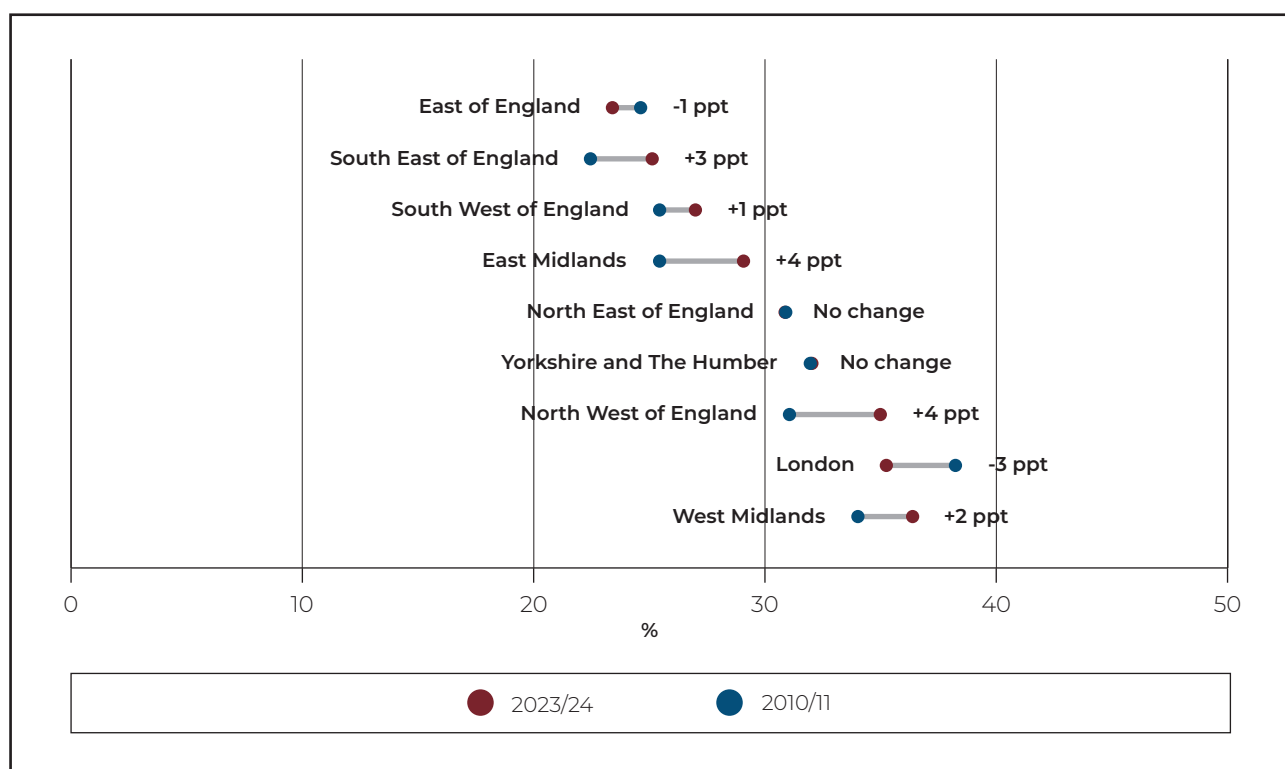 East of England -1 ppt
South East of England +3 ppt
South West of England +1 ppt
East Midlands +4 ppt
North East of England No change
Yorkshire and The Humber No change
North West of England +4 ppt
London -3 ppt
West Midlands +2 ppt
0 10 20 30 40 50
%
2023/24 2010/11